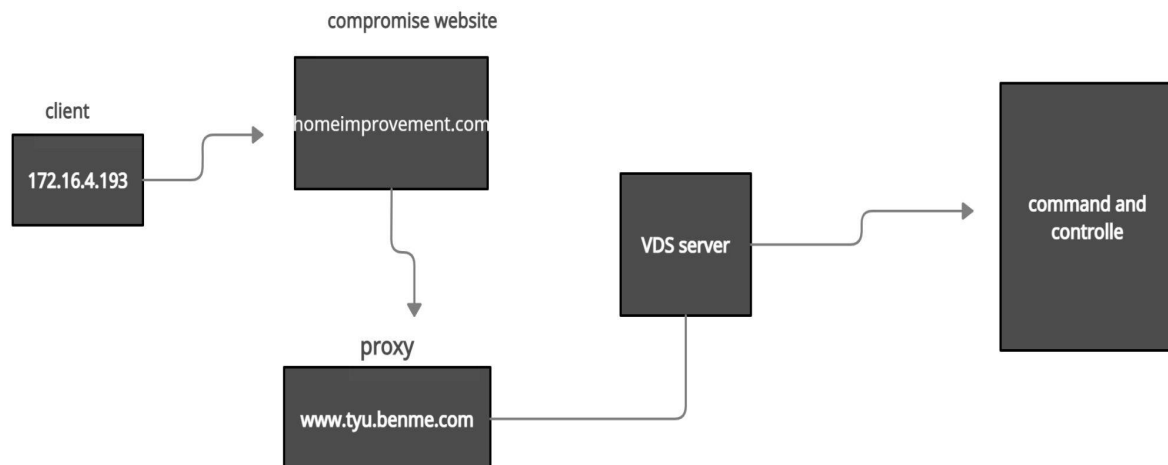 compromise website
client
homeimprovement.com
172.16.4.193
VDS server
command and
controlle
proxy
www.tyu.benme.com